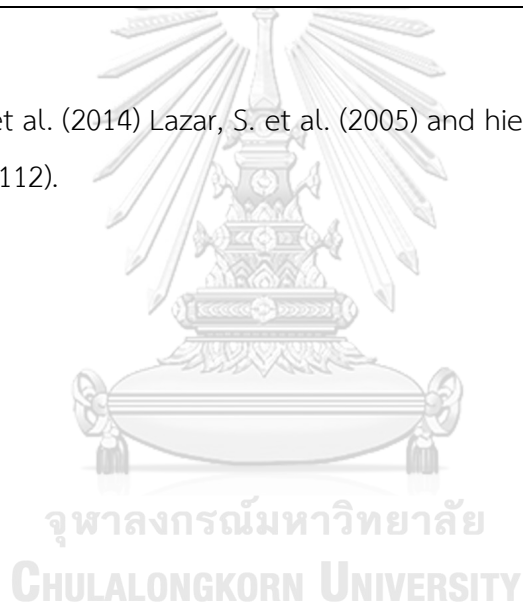 et al. (2014) Lazar, S. et al. (2005) and hie
112).
จุฬาลงกรณ์มหาวิทยาลัย
CHULALONGKORN UNIVERSITY